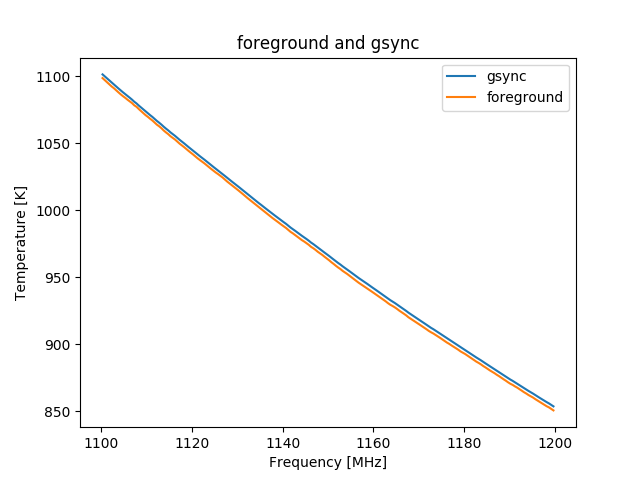 foreground and gsync
gsync
foreground
Temperature [K]
1100
1050
1000
950
900
850
1100 1120 1140 1160 1180 1200
Frequency [MHz]